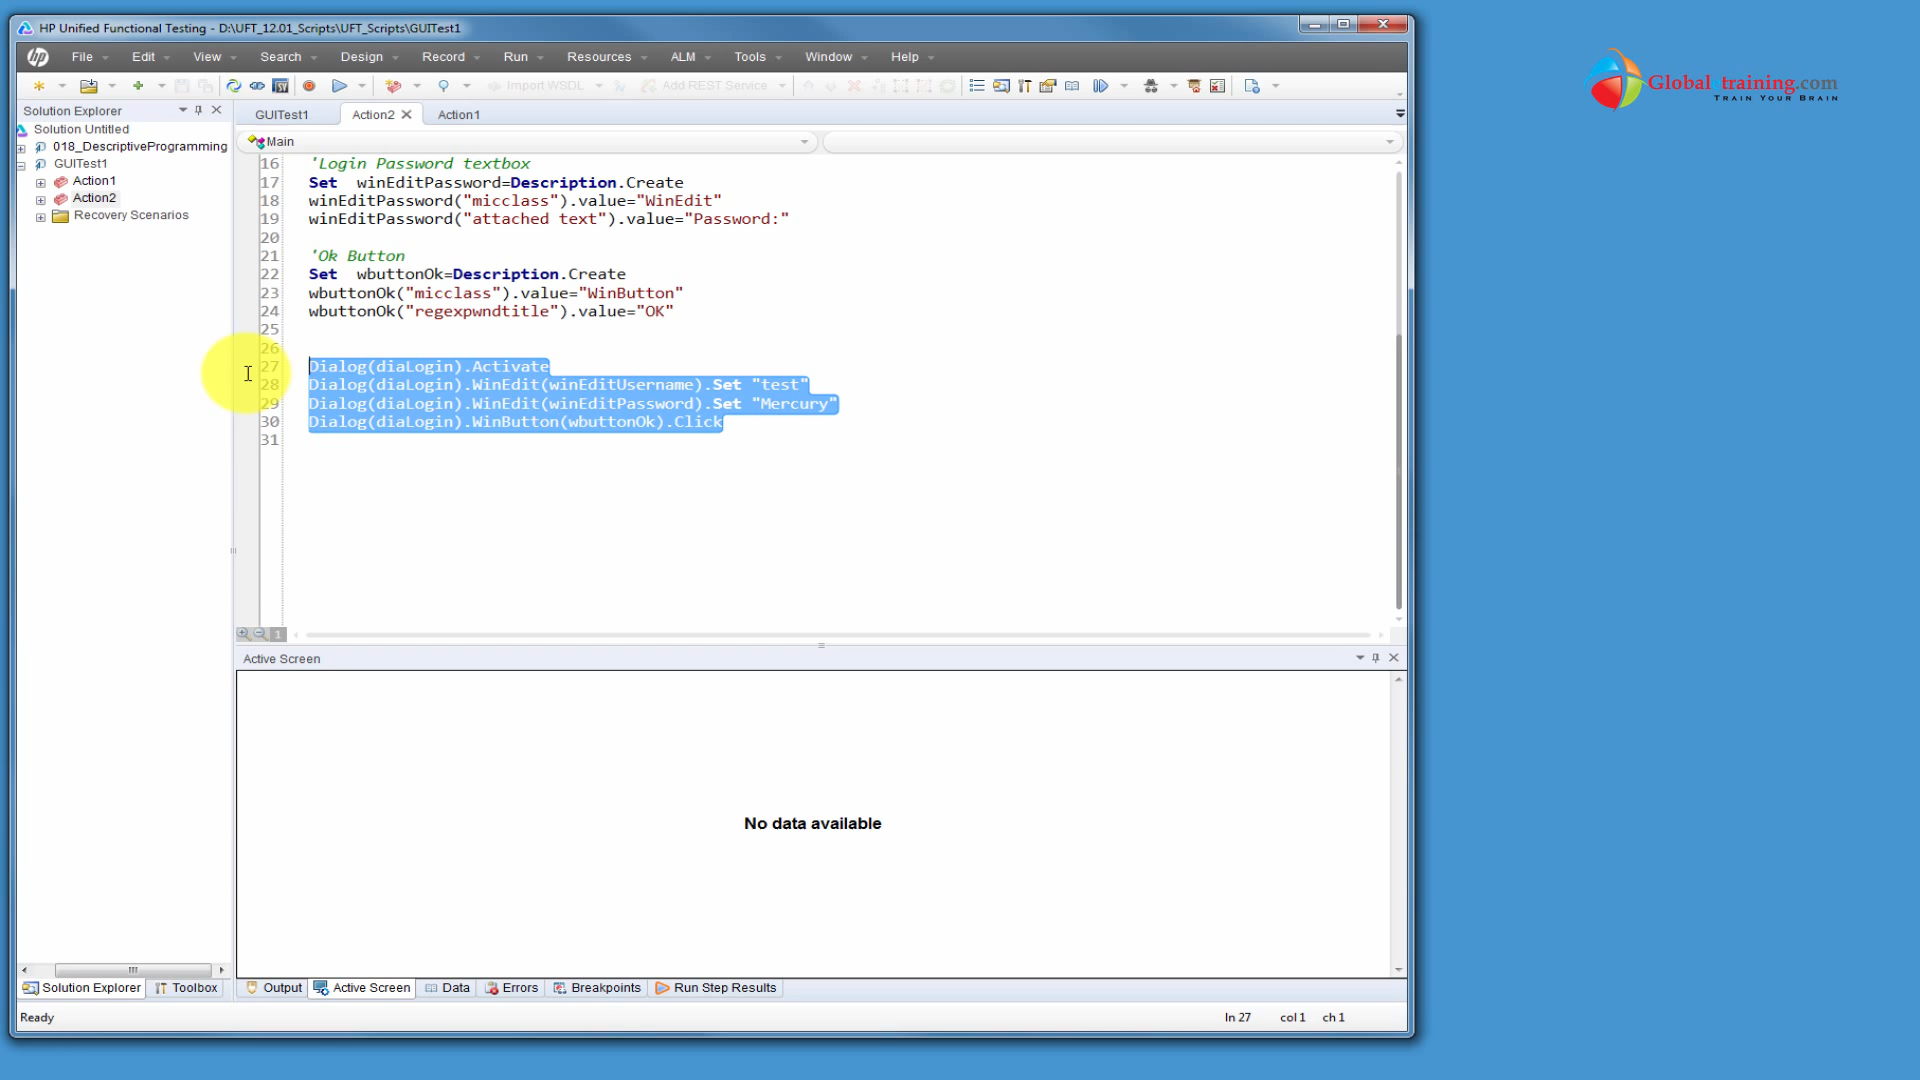 HP Unified Functional Testing - D:\UFT_12.01_Scripts\UFT_Scripts\GUITest1
File Edit View Search Design Record Run Resources ALM Tools Window Help
Import WSDL Add REST Service
Solution Explorer
Solution Untitled
018_DescriptiveProgramming
GUITest1
Action1
Action2
Recovery Scenarios
GUITest1 Action2 Action1
Main
16 'Login Password textbox
17 Set winEditPassword=Description.Create
18 winEditPassword("micclass").value="WinEdit"
19 winEditPassword("attached text").value="Password:"
20
21 'Ok Button
22 Set wbuttonOk=Description.Create
23 wbuttonOk("micclass").value="WinButton"
24 wbuttonOk("regexpwndtitle").value="OK"
25
26
27 Dialog(diaLogin).Activate
28 Dialog(diaLogin).WinEdit(winEditUsername).Set "test"
29 Dialog(diaLogin).WinEdit(winEditPassword).Set "Mercury"
30 Dialog(diaLogin).WinButton(wbuttonOk).Click
31
1
Active Screen
No data available
Solution Explorer Toolbox
Output Active Screen Data Errors Breakpoints Run Step Results
Ready
ln 27 col 1 ch 1
hp
Global training.com
TRAIN YOUR BRAIN